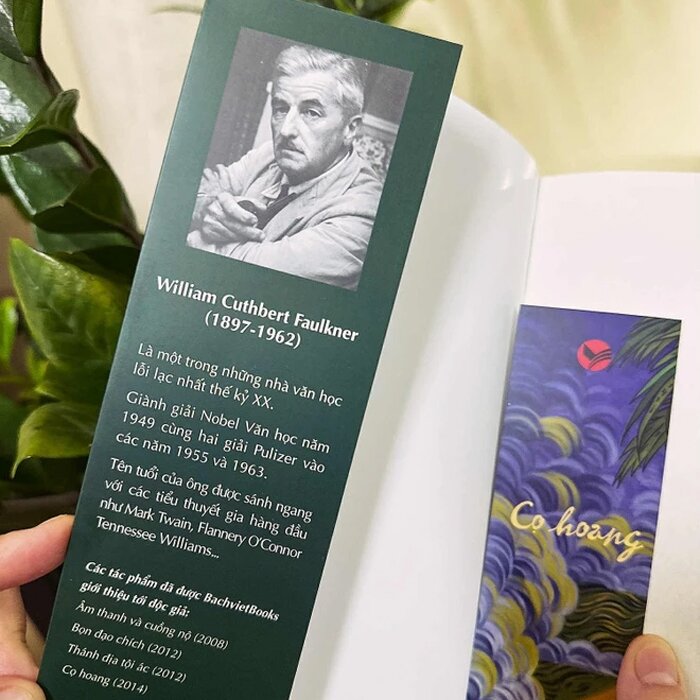 William Cuthbert Faulkner
(1897-1962)
Là một trong những nhà văn học
lỗi lạc nhất thế kỷ XX.
Giành giải Nobel Văn học năm
1949 cùng hai giải Pulizer vào
các năm 1955 và 1963.
Tên tuổi của ông được sánh ngang
với các tiểu thuyết gia hàng đầu
như Mark Twain, Flannery O'Connor
Tennessee Williams...
Các tác phẩm đã được BachvietBooks
giới thiệu tới độc giả:
Âm thanh và cuồng nộ (2008)
Bọn đạo chích (2012)
Thánh địa tội ác (2012)
Cọ hoang (2014)
Cọ hoang